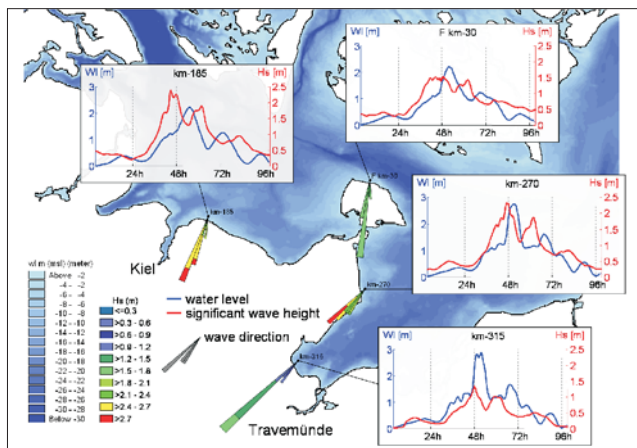 Wl [m] F km-30 Hs [m]
3 2.5
2
2 1.5
1
1 0.5
0 0
24h 48h 72h 96h
Wl [m] km-185 Hs [m]
3 2.5
2
2 1.5
1
1 0.5
0 0
24h 48h 72h 96h
F km-30
km-185
Wl [m] km-270 Hs [m]
3 2.5
2
2 1.5
1
1 0.5
0 0
24h 48h 72h 96h
Kiel
km-270
(msl) (meter)
Above - -2
-4 - -2
-6 - -4
-8 - -6
-10 - -8
-12 - -10
-14 - -12
-16 - -14
-18 - -16
-20 - -18
-22 - -20
-24 - -22
-26 - -24
-28 - -26
-30 - -28
Below - -30
Hs (m)
<=0.3
>0.3 - 0.6
>0.6 - 0.9
>0.9 - 1.2
>1.2 - 1.5
>1.5 - 1.8
>1.8 - 2.1
>2.1 - 2.4
>2.4 - 2.7
>2.7
water level
significant wave height
wave direction
km-315
Travemünde
Wl [m] km-315 Hs [m]
3 2.5
2
2 1.5
1
1 0.5
0 0
24h 48h 72h 96h